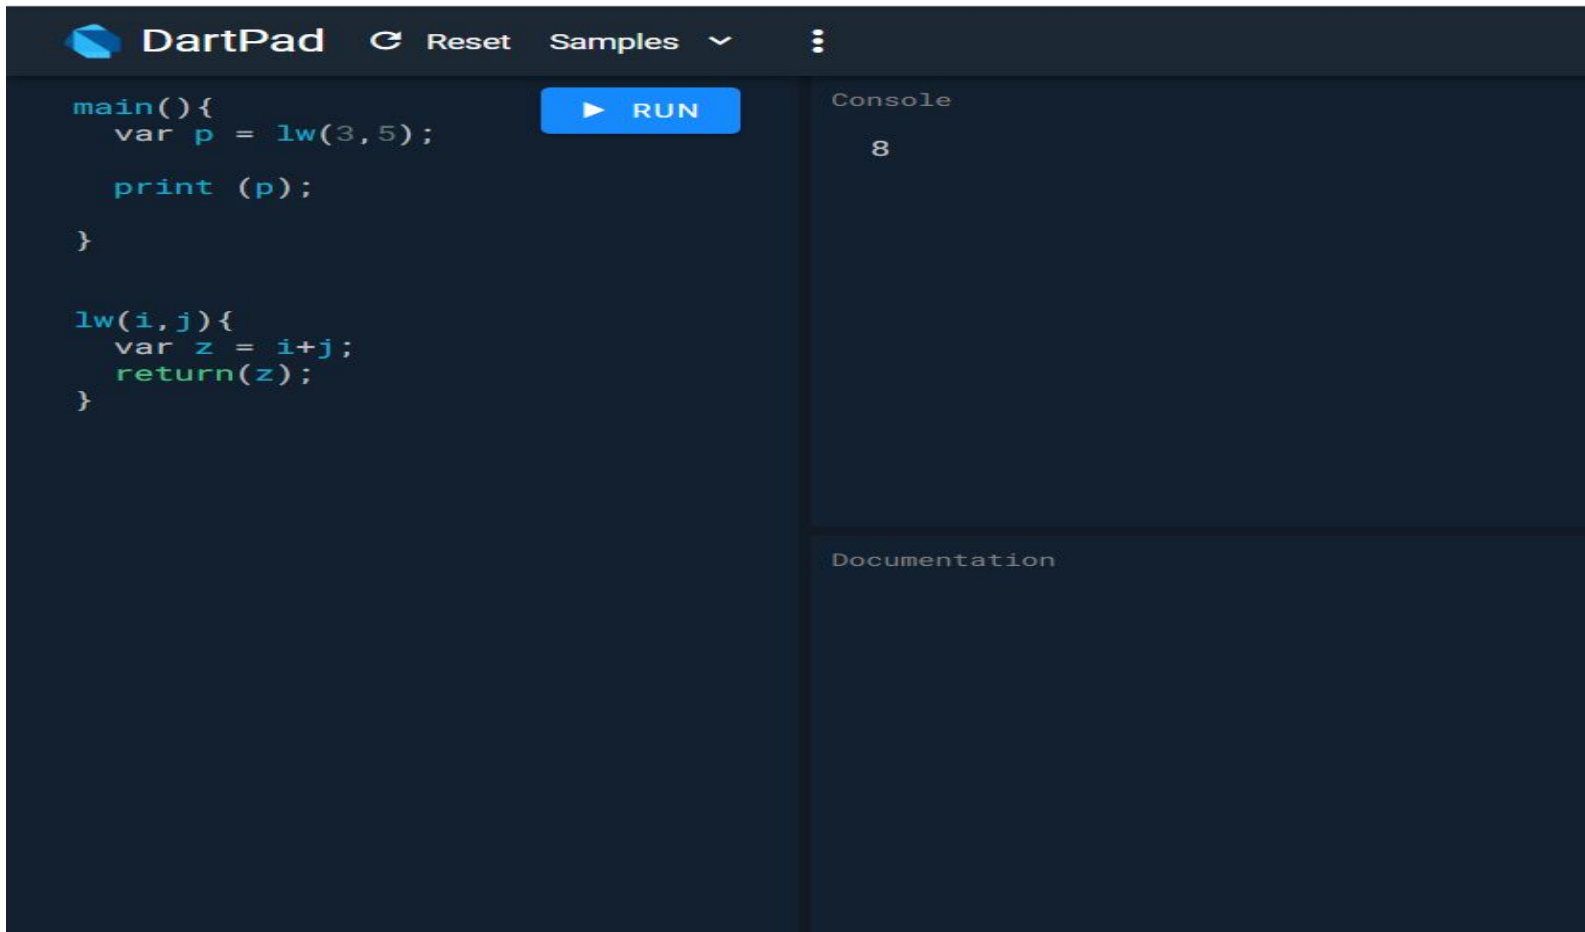 DartPad Reset Samples
main(){
RUN
  var p = lw(3,5);
  print (p);
}
lw(i,j){
  var z = i+j;
  return(z);
}
Console
8
Documentation